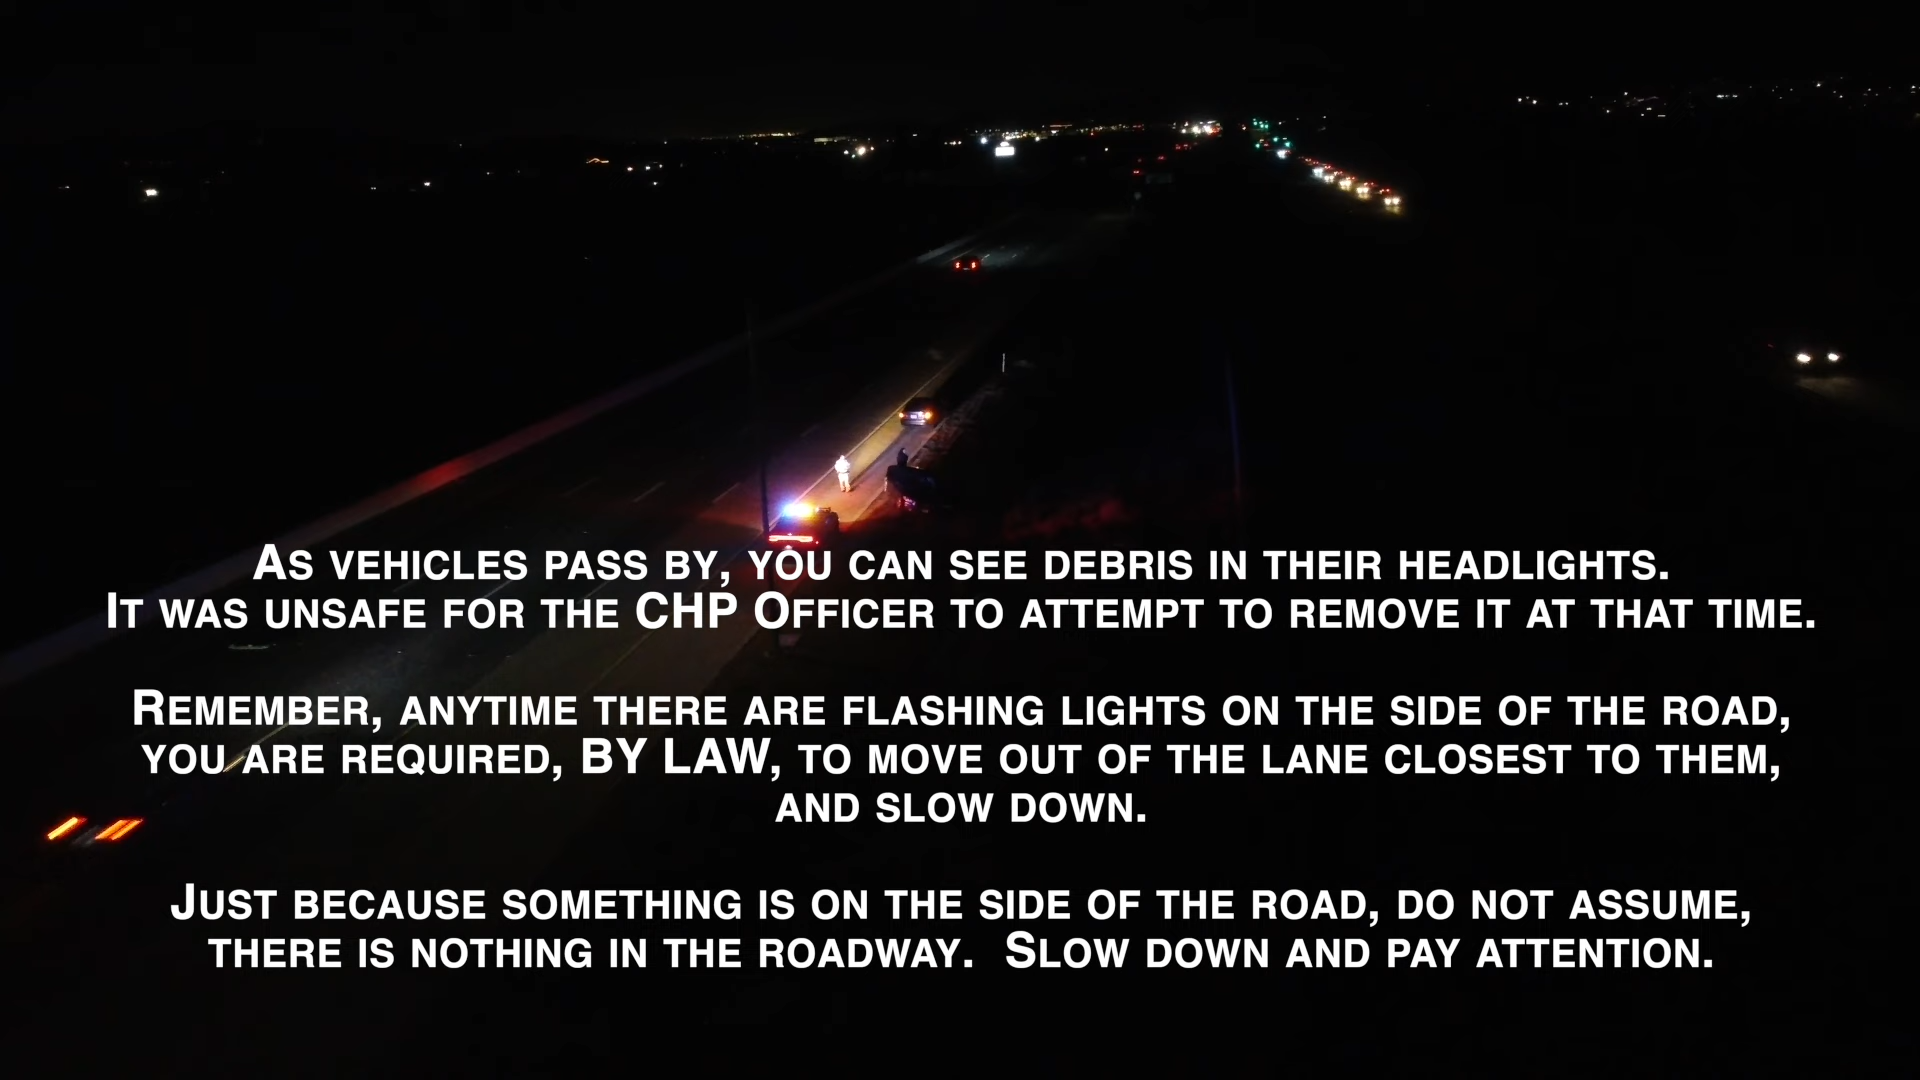 As vehicles pass by, you can see debris in their headlights.
It was unsafe for the CHP Officer to attempt to remove it at that time.
Remember, anytime there are flashing lights on the side of the road,
you are required, BY LAW, to move out of the lane closest to them,
and slow down.
Just because something is on the side of the road, do not assume,
there is nothing in the roadway.  Slow down and pay attention.